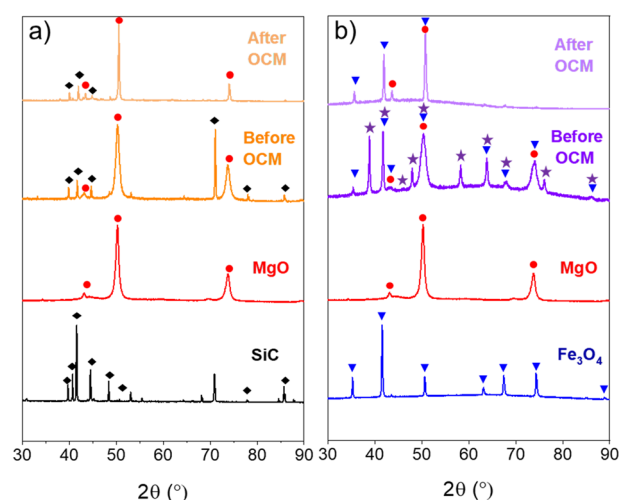 a)
After
OCM
Before
OCM
MgO
SiC
30 40 50 60 70 80 90
2θ (°)
b)
After
OCM
Before
OCM
MgO
Fe₃O₄
30 40 50 60 70 80 90
2θ (°)